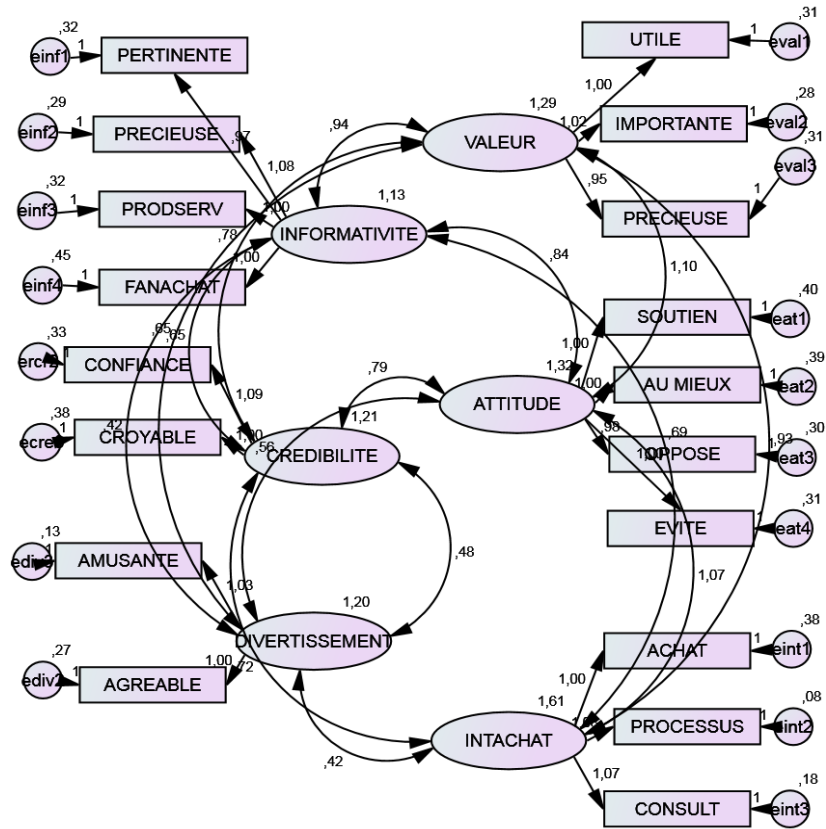 ,32
einf1
1
PERTINENTE
,29
einf2
1
PRECIEUSE
,97
1,08
,32
einf3
1
PRODSERV
1,00
,45
einf4
1
FANACHAT
1,00
,33
1
CONFIANCE
1,09
,38
1
CROYABLE
1,00
,13
AMUSANTE
1,03
,27
1
AGREABLE
1,00
,72
,94
1,29
VALEUR
1,13
INFORMATIVITE
,78
,65
,65
,42
,56
,79
1,21
CREDIBILITE
1,20
DIVERTISSEMENT
,42
,48
1,32
ATTITUDE
,84
1,10
1,61
INTACHAT
,69
,93
1,07
,31
UTILE
1
eval1
1,00
,28
1,02
IMPORTANTE
1
eval2
,31
eval3
,95
PRECIEUSE
1
,40
SOUTIEN
1
eat1
1,00
,39
AU MIEUX
1
eat2
1,00
,30
,98
OPPOSE
eat3
,31
EVITE
1
eat4
,38
ACHAT
1
eint1
1,00
,08
PROCESSUS
1
eint2
,18
1,07
CONSULT
1
eint3